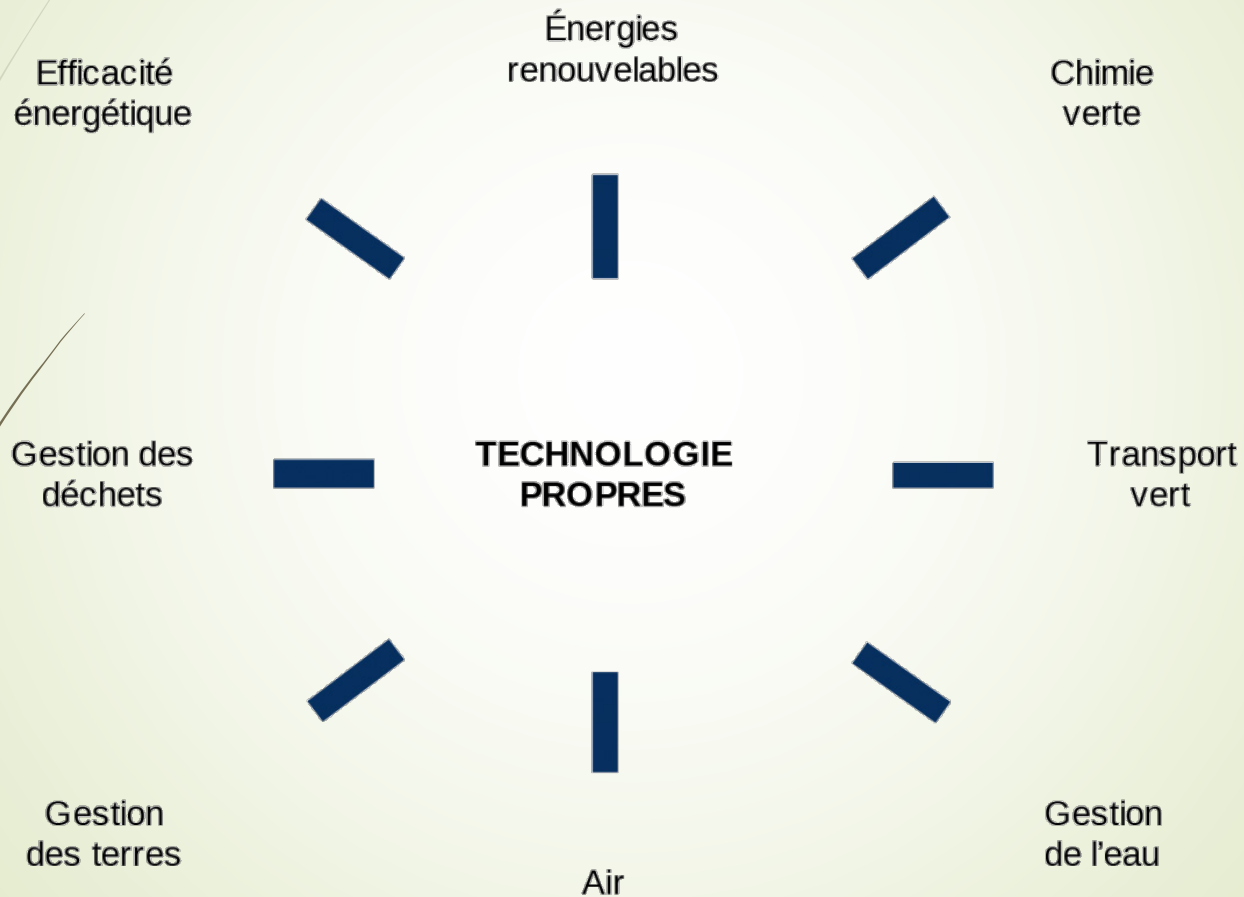 Énergies
renouvelables
Efficacité
énergétique
Chimie
verte
Gestion des
déchets
TECHNOLOGIE
PROPRES
Transport
vert
Gestion
des terres
Gestion
de l’eau
Air